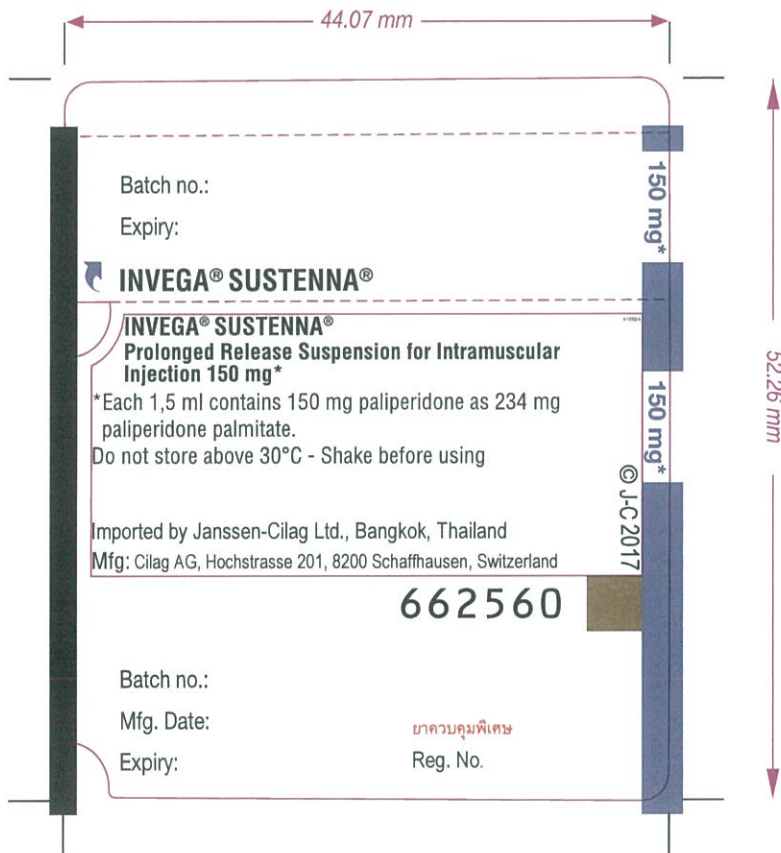 44.07 mm
Batch no.:
Expiry:
INVEGA® SUSTENNA®
150 mg*
INVEGA® SUSTENNA®
Prolonged Release Suspension for Intramuscular
Injection 150 mg*
*Each 1,5 ml contains 150 mg paliperidone as 234 mg
paliperidone palmitate.
Do not store above 30°C - Shake before using
150 mg*
Imported by Janssen-Cilag Ltd., Bangkok, Thailand
Mfg: Cilag AG, Hochstrasse 201, 8200 Schaffhausen, Switzerland
© J-C 2017
662560
Batch no.:
Mfg. Date:
Expiry:
ยาควบคุมพิเศษ
Reg. No.
52.26 mm